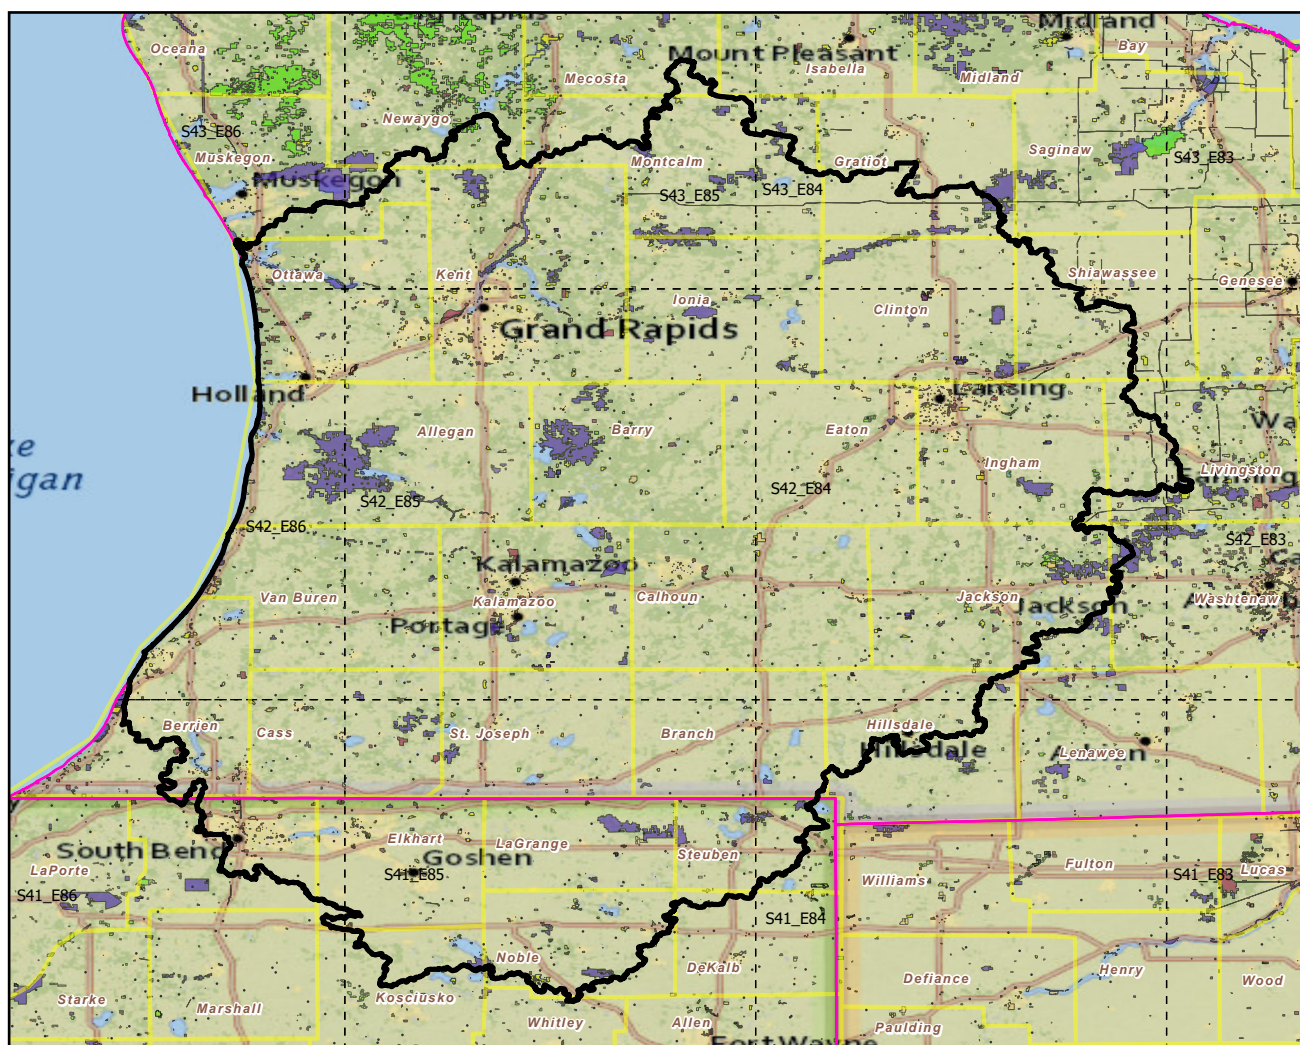 Midland
Mount Pleasant
Oceana
Bay
Isabella
Mecosta
Midland
Newaygo
S43_E86
Muskegon
Saginaw
S43_E83
Montcalm
Gratiot
Muskegon
S43_E85
S43_E84
Ottawa
Kent
Shiawassee
Genesee
Ionia
Clinton
Grand Rapids
Holland
Lansing
Allegan
Barry
Eaton
Ingham
Livingston
S42_E85
S42_E84
S42_E86
S42_E83
Kalamazoo
Van Buren
Kalamazoo
Calhoun
Jackson
Jackson
Washtenaw
Portage
Berrien
Cass
St. Joseph
Branch
Hillsdale
Hillsdale
Lenawee
South Bend
Elkhart
LaGrange
Steuben
Goshen
LaPorte
S41_E85
Fulton
Lucas
S41_E83
Williams
S41_E86
S41_E84
Noble
DeKalb
Henry
Defiance
Wood
Starke
Marshall
Kosciusko
Whitley
Allen
Paulding
Fort Wayne